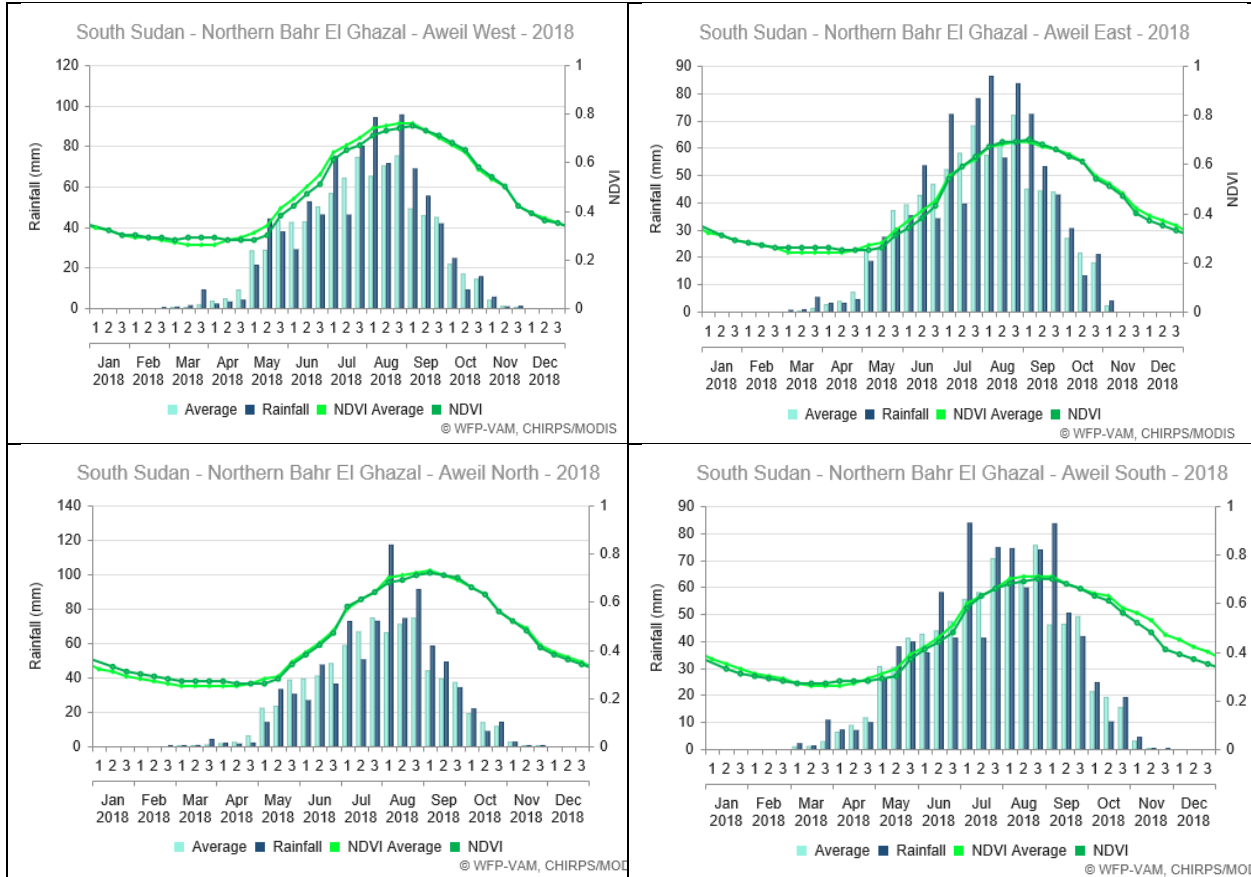 South Sudan - Northern Bahr El Ghazal - Aweil West - 2018
120
100
80
60
40
20
0
Rainfall (mm)
1
0.8
0.6
0.4
0.2
0
NDVI
1 2 3 1 2 3 1 2 3 1 2 3 1 2 3 1 2 3 1 2 3 1 2 3 1 2 3 1 2 3 1 2 3 1 2 3
Jan Feb Mar Apr May Jun Jul Aug Sep Oct Nov Dec
2018 2018 2018 2018 2018 2018 2018 2018 2018 2018 2018 2018
Average Rainfall NDVI Average NDVI
© WFP-VAM, CHIRPS/MODIS
South Sudan - Northern Bahr El Ghazal - Aweil East - 2018
90
80
70
60
50
40
30
20
10
0
Rainfall (mm)
1
0.8
0.6
0.4
0.2
0
NDVI
1 2 3 1 2 3 1 2 3 1 2 3 1 2 3 1 2 3 1 2 3 1 2 3 1 2 3 1 2 3 1 2 3 1 2 3
Jan Feb Mar Apr May Jun Jul Aug Sep Oct Nov Dec
2018 2018 2018 2018 2018 2018 2018 2018 2018 2018 2018 2018
Average Rainfall NDVI Average NDVI
© WFP-VAM, CHIRPS/MODIS
South Sudan - Northern Bahr El Ghazal - Aweil North - 2018
140
120
100
80
60
40
20
0
Rainfall (mm)
1
0.8
0.6
0.4
0.2
0
1 2 3 1 2 3 1 2 3 1 2 3 1 2 3 1 2 3 1 2 3 1 2 3 1 2 3 1 2 3 1 2 3 1 2 3
Jan Feb Mar Apr May Jun Jul Aug Sep Oct Nov Dec
2018 2018 2018 2018 2018 2018 2018 2018 2018 2018 2018 2018
Average Rainfall NDVI Average NDVI
© WFP-VAM, CHIRPS/MOD
South Sudan - Northern Bahr El Ghazal - Aweil South - 2018
90
80
70
60
50
40
30
20
10
0
Rainfall (mm)
1
0.8
0.6
0.4
0.2
0
1 2 3 1 2 3 1 2 3 1 2 3 1 2 3 1 2 3 1 2 3 1 2 3 1 2 3 1 2 3 1 2 3 1 2 3
Jan Feb Mar Apr May Jun Jul Aug Sep Oct Nov Dec
2018 2018 2018 2018 2018 2018 2018 2018 2018 2018 2018 2018
Average Rainfall NDVI Average NDVI
© WFP-VAM, CHIRPS/MOD